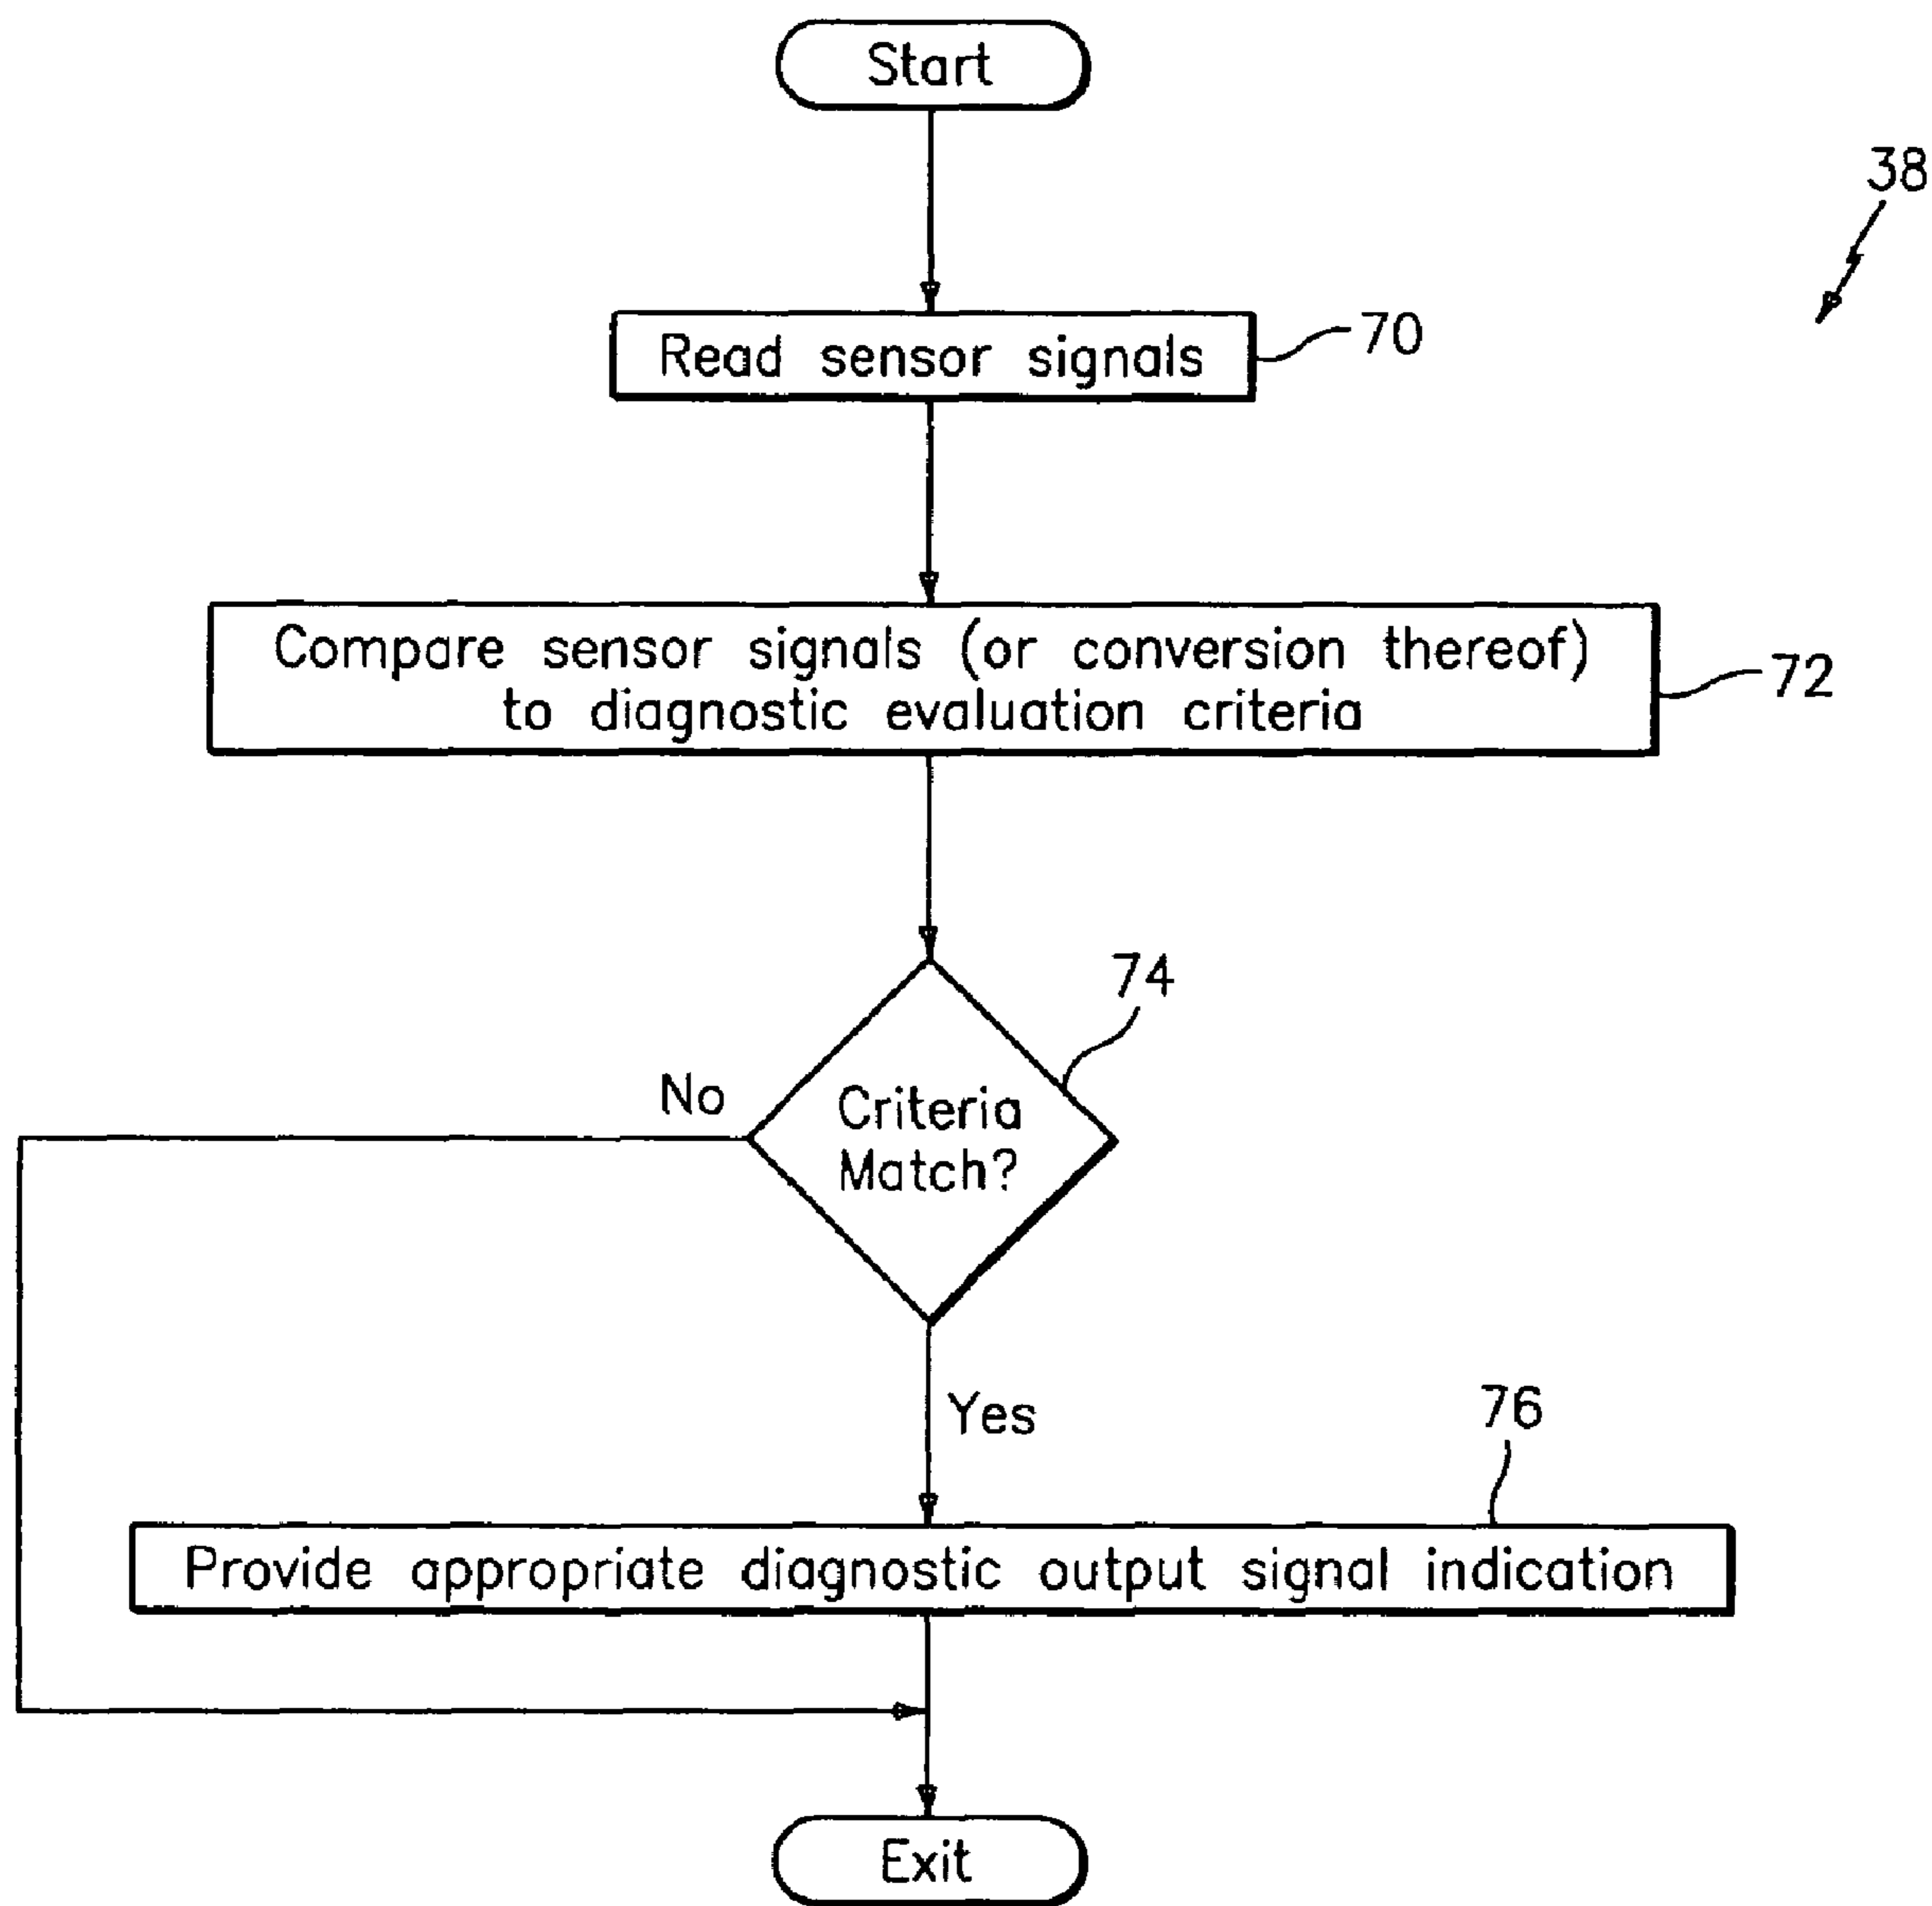 Start
38
Read sensor signals
70
Compare sensor signals (or conversion thereof)
to diagnostic evaluation criteria
72
74
No
Criteria
Match?
Yes
76
Provide appropriate diagnostic output signal indication
Exit